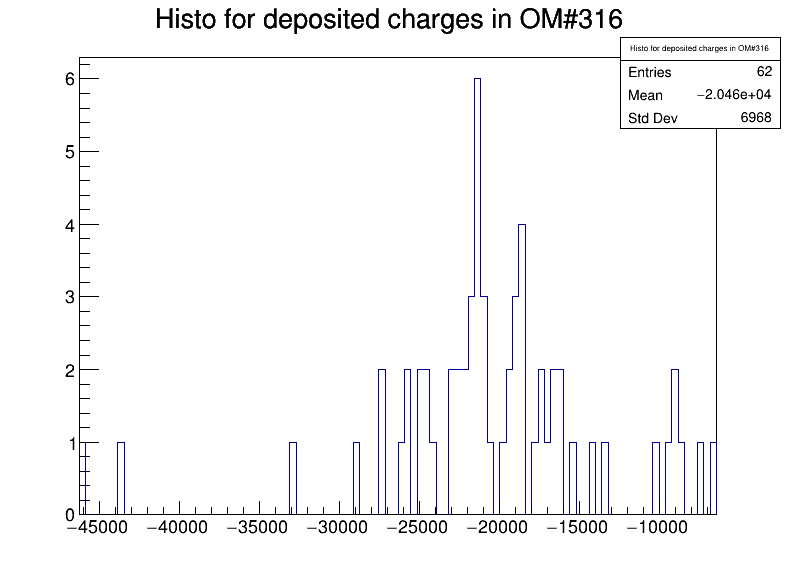 Histo for deposited charges in OM#316
Histo for deposited charges in OM#316
Entries 62
Mean −2.046e+04
Std Dev 6968
6
5
4
3
2
1
0
−45000 −40000 −35000 −30000 −25000 −20000 −15000 −10000